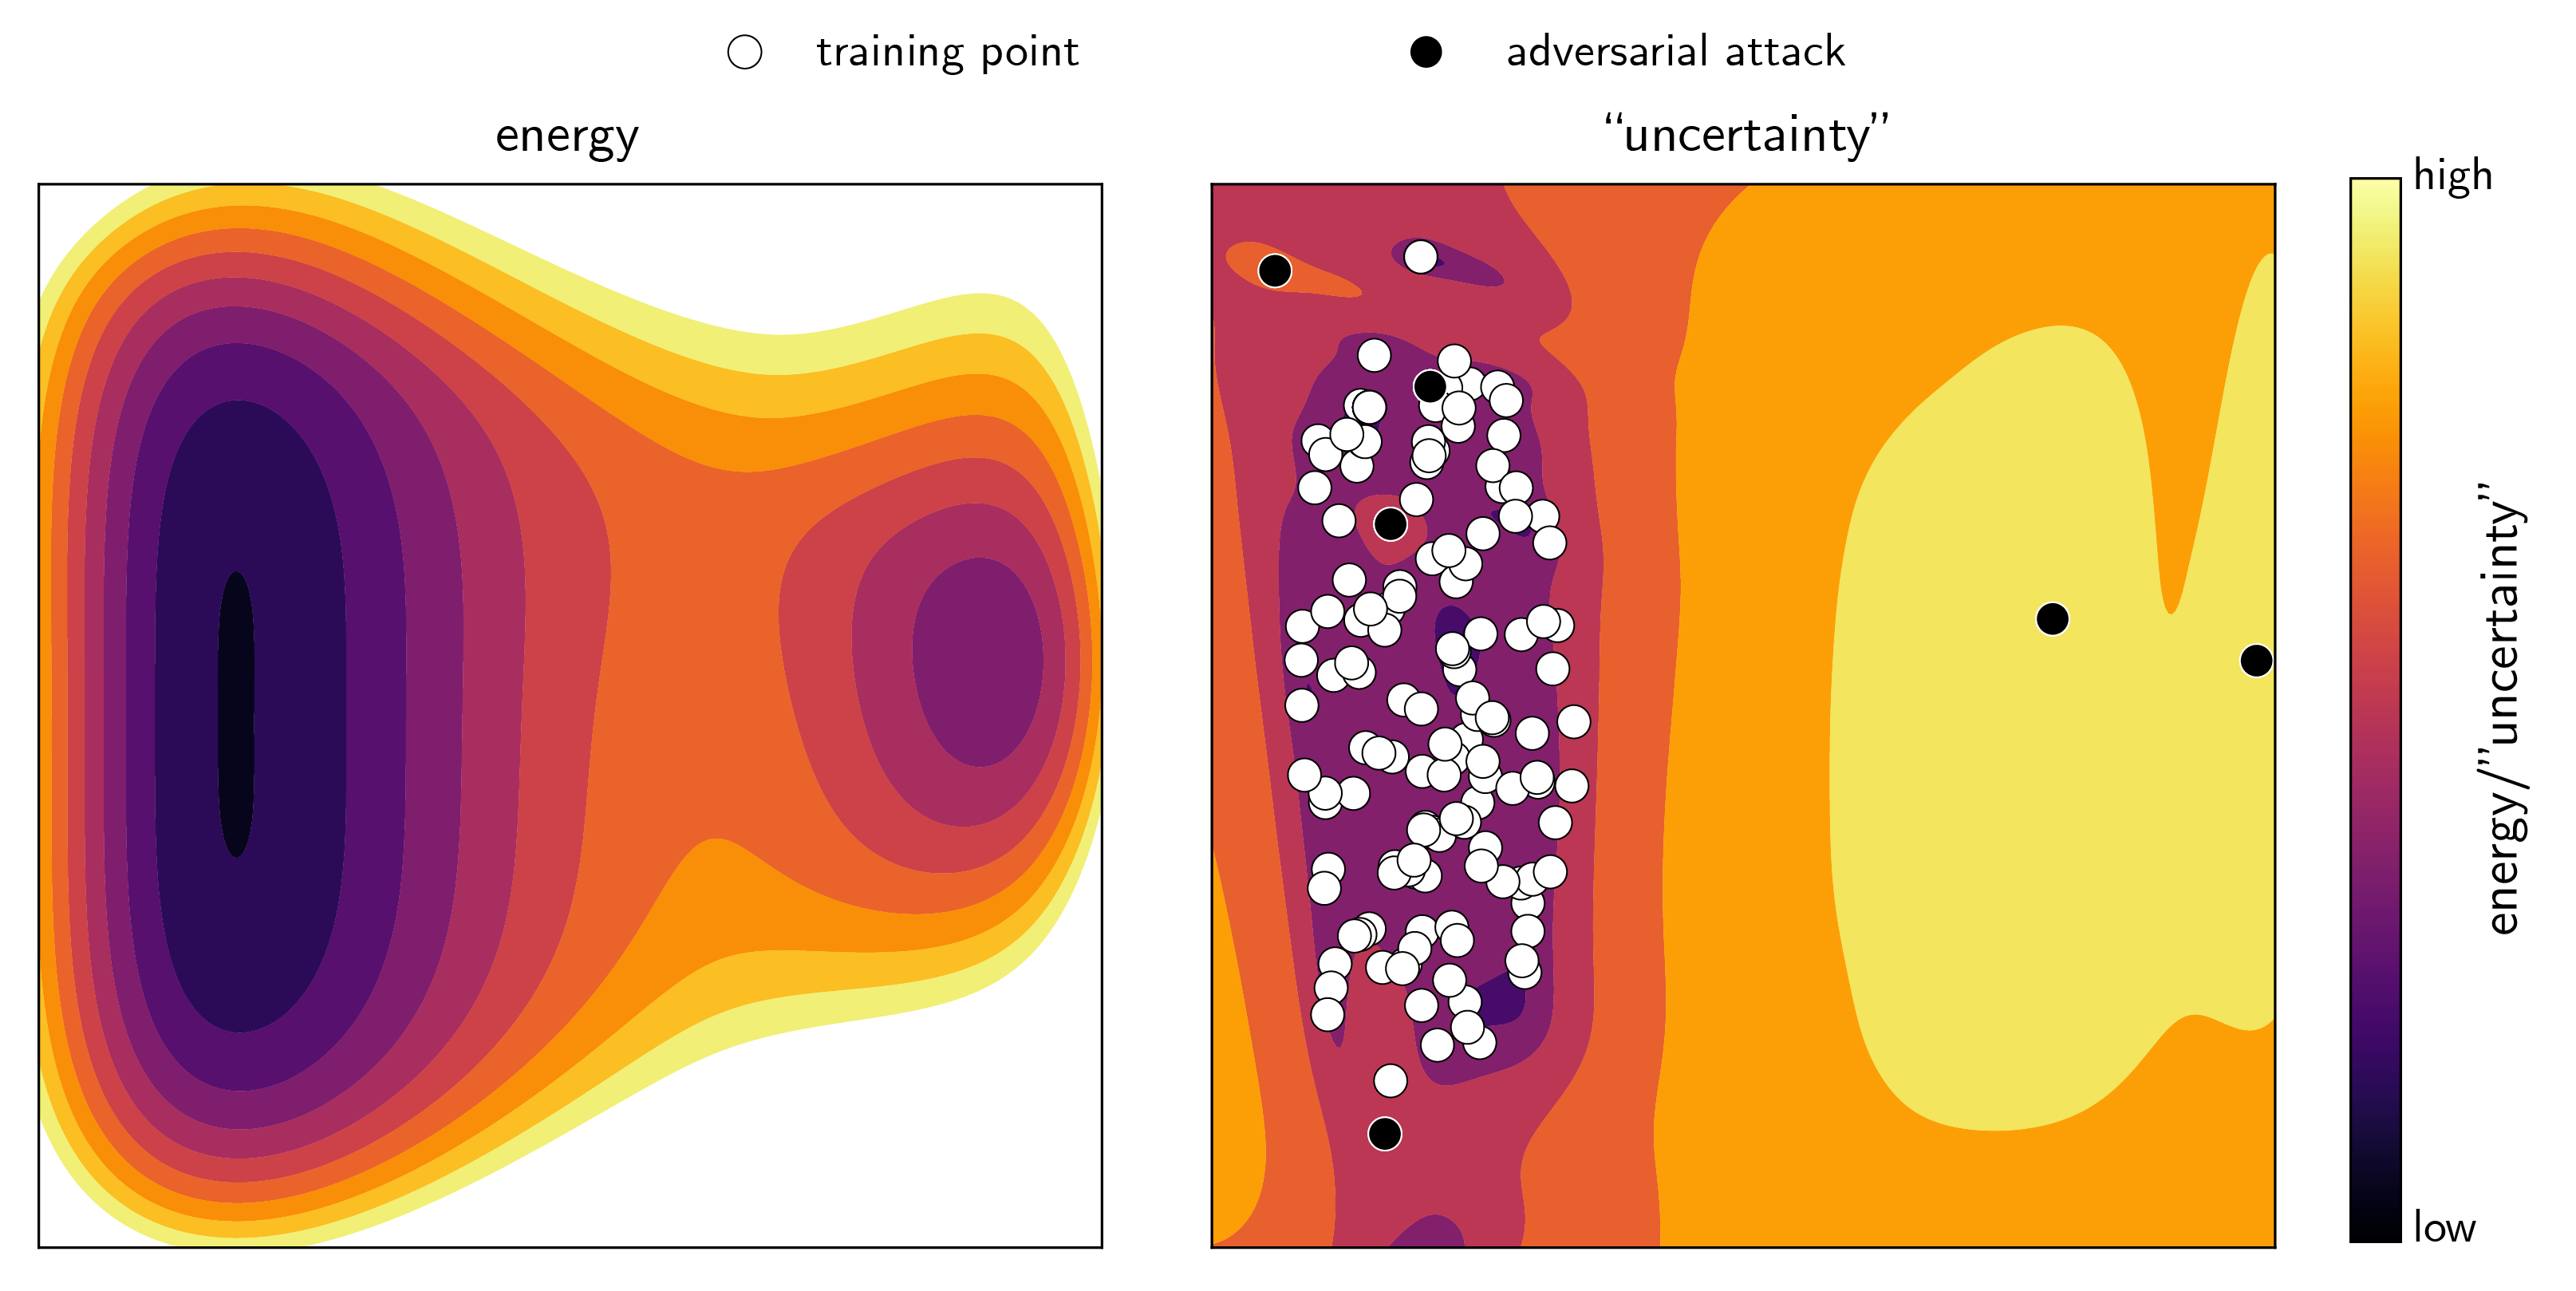 training point
adversarial attack
energy
“uncertainty”
high
energy/”uncertainty”
low